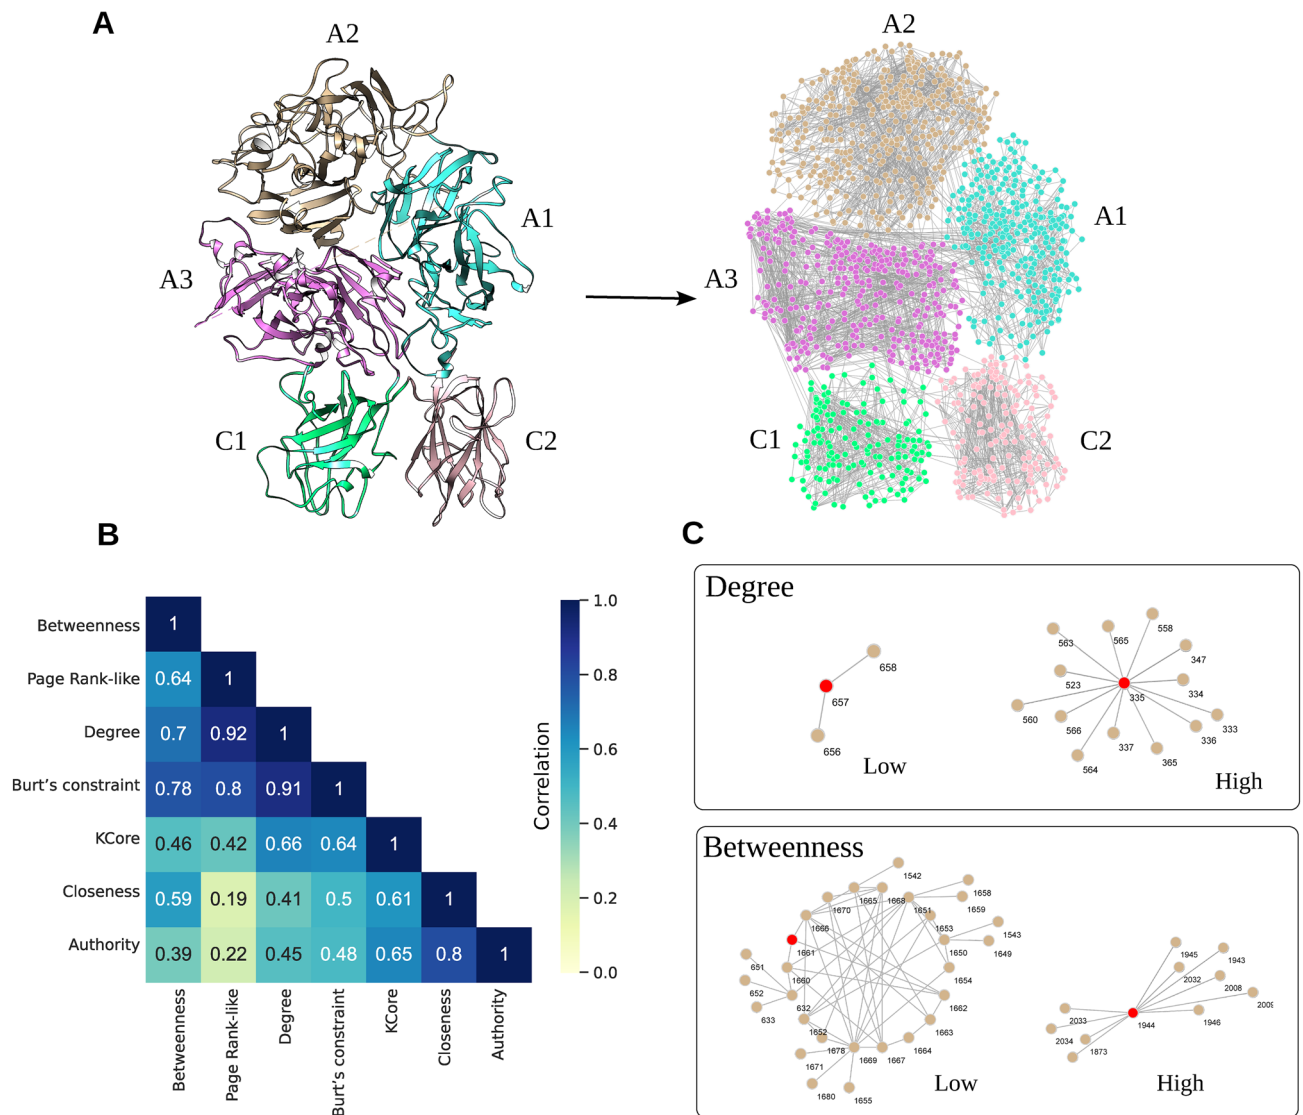 A
A2
A1
A3
C1
C2
A2
A1
A3
C1
C2
B
Betweenness
Page Rank-like
Degree
Burt's constraint
KCore
Closeness
Authority
1
0.64 1
0.7 0.92 1
0.78 0.8 0.91 1
0.46 0.42 0.66 0.64 1
0.59 0.19 0.41 0.5 0.61 1
0.39 0.22 0.45 0.48 0.65 0.8 1
Betweenness
Page Rank-like
Degree
Burt's constraint
KCore
Closeness
Authority
Correlation
1.0
0.8
0.6
0.4
0.2
0.0
C
Degree
658
657
656
Low
563
565
558
347
523
334
335
560
566
333
336
337
365
564
High
Betweenness
1542
1665
1668
1658
1659
1670
1651
1666
1653
1543
1661
1650
1649
651
1660
1654
652
632
1662
633
1652
1663
1678
1669
1667
1664
1671
1680
1655
Low
1945
1943
2032
2008
2009
2033
1944
1946
2034
1873
High